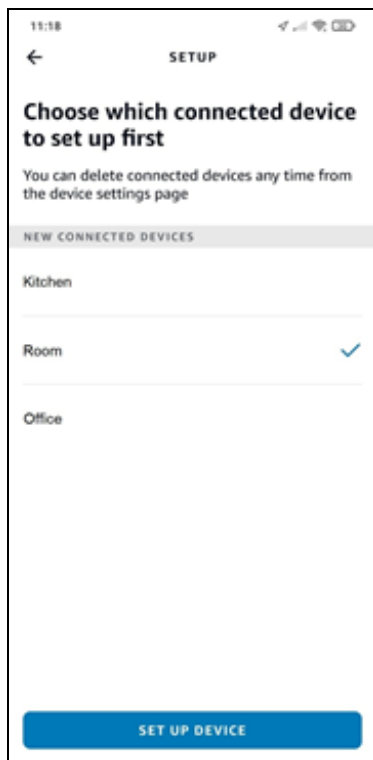 11:18
SETUP
Choose which connected device
to set up first
You can delete connected devices any time from
the device settings page
NEW CONNECTED DEVICES
Kitchen
Room
Office
SET UP DEVICE